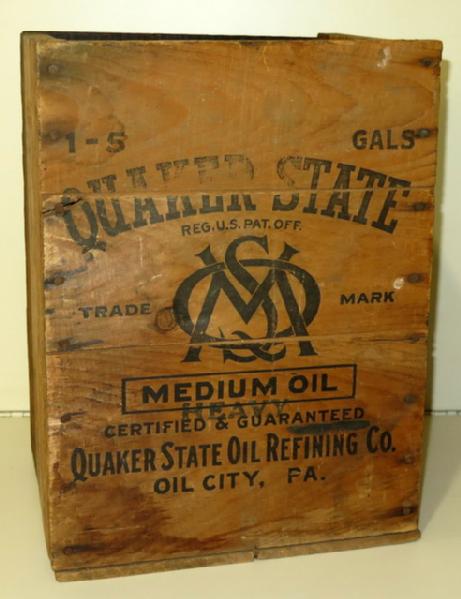 1-5 GALS
QUAKER STATE
REG. U.S. PAT. OFF.
TRADE MARK
MEDIUM OIL
HEAVY
CERTIFIED & GUARANTEED
QUAKER STATE OIL REFINING CO.
OIL CITY, PA.